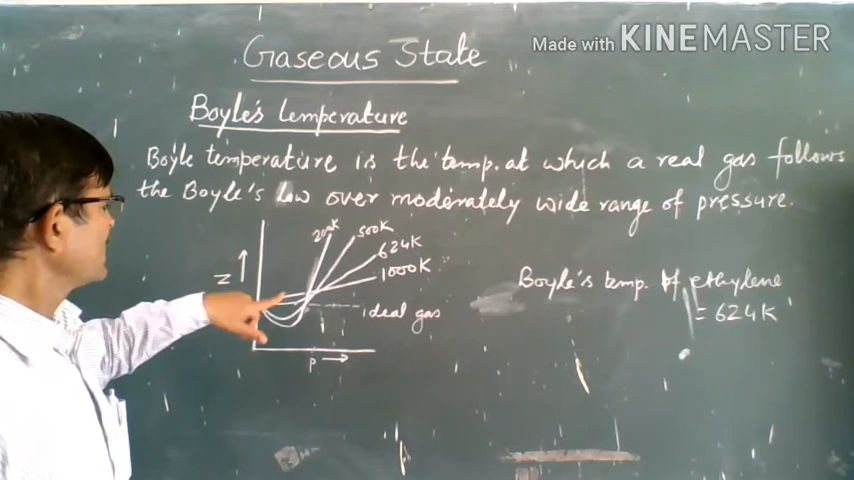 Gaseous State
Made with KINEMASTER
Boyle's temperature
Boyle temperature is the temp. at which a real gas follows
the Boyle's law over moderately wide range of pressure.
200K
500K
624K
1000K
Z
ideal gas
P
Boyle's temp. of ethylene
= 624K